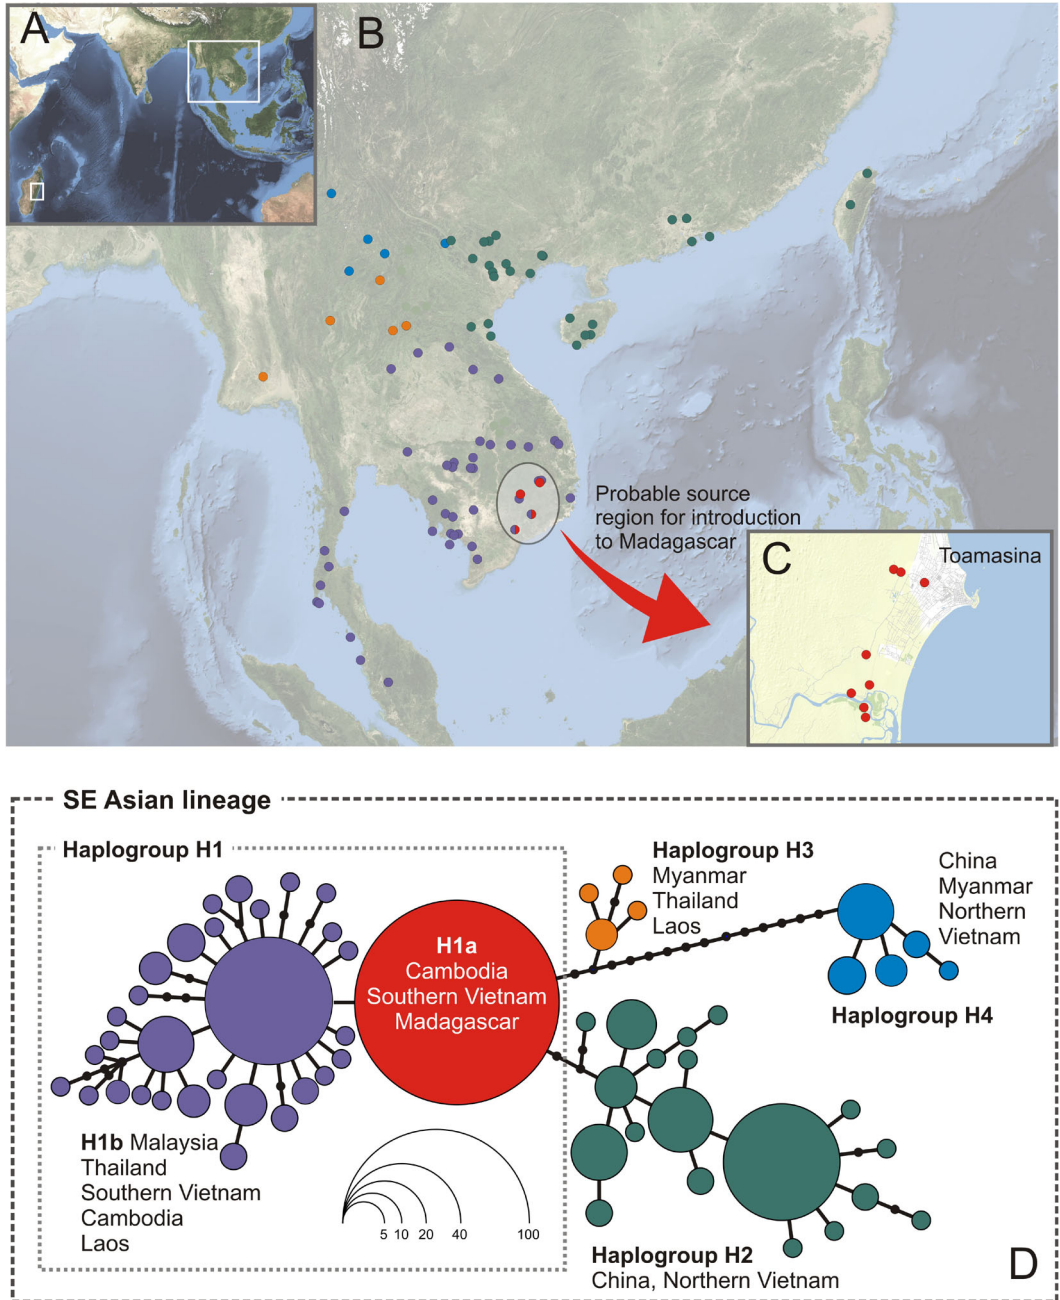 A
B
Probable source
region for introduction
to Madagascar
C
Toamasina
SE Asian lineage
Haplogroup H1
Haplogroup H3
Myanmar
Thailand
Laos
China
Myanmar
Northern
Vietnam
H1a
Cambodia
Southern Vietnam
Madagascar
Haplogroup H4
H1b Malaysia
Thailand
Southern Vietnam
Cambodia
Laos
5 10 20 40 100
Haplogroup H2
China, Northern Vietnam
D